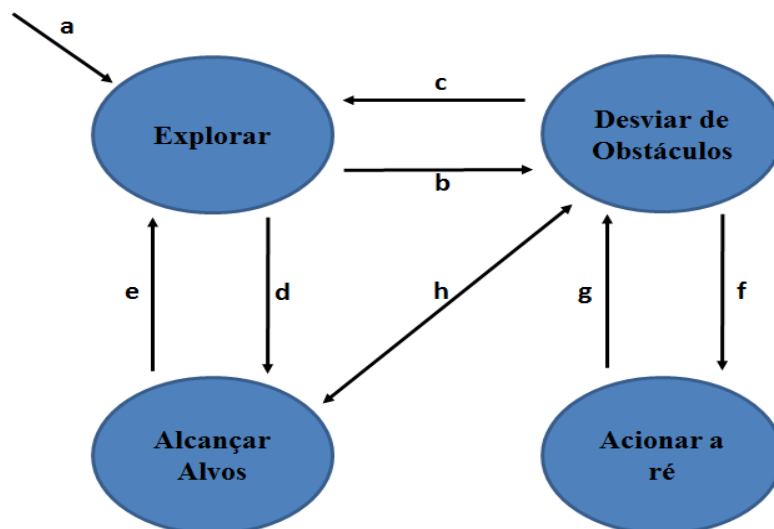 a
Explorar
c
b
Desviar de
Obstáculos
e
d
h
g
f
Alcançar
Alvos
Acionar a
ré